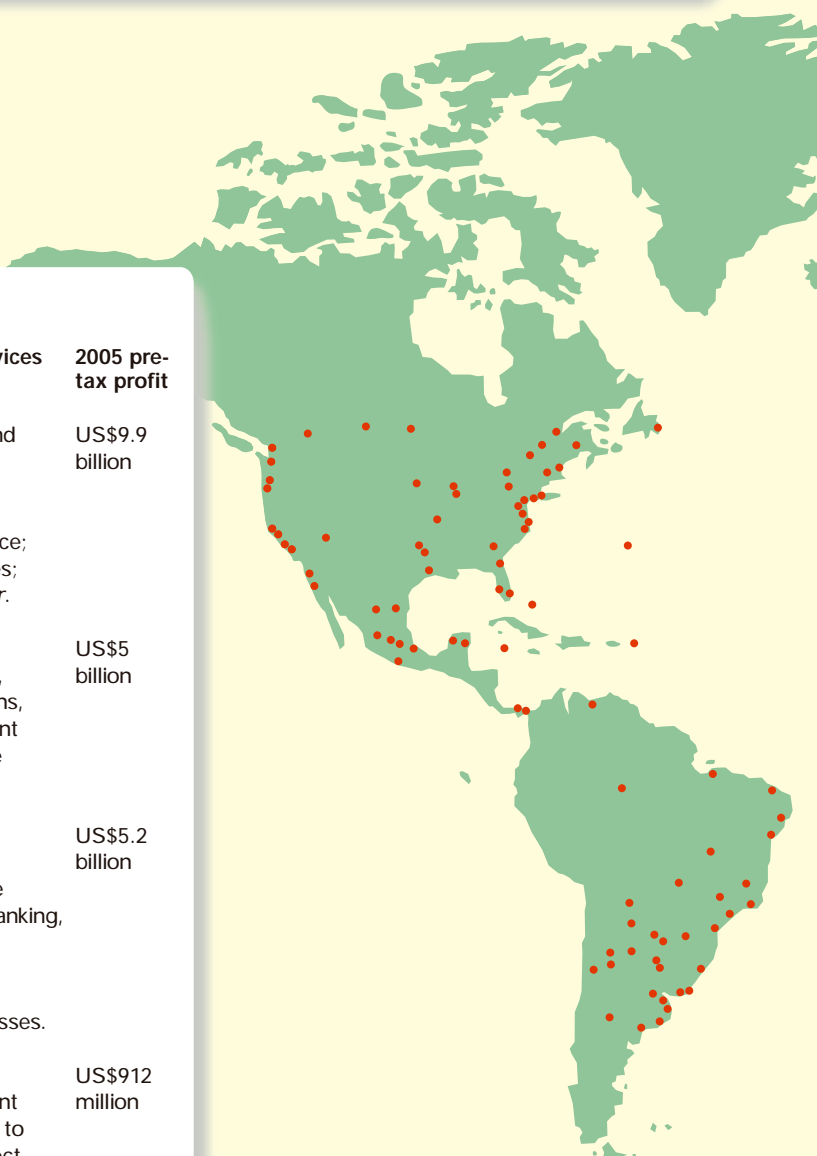 vices 2005 pre-
tax profit
nd US$9.9
billion
ce;
es;
r.
US$5
, billion
ns,
nt
e
US$5.2
billion
e
anking,
sses.
US$912
nt million
to